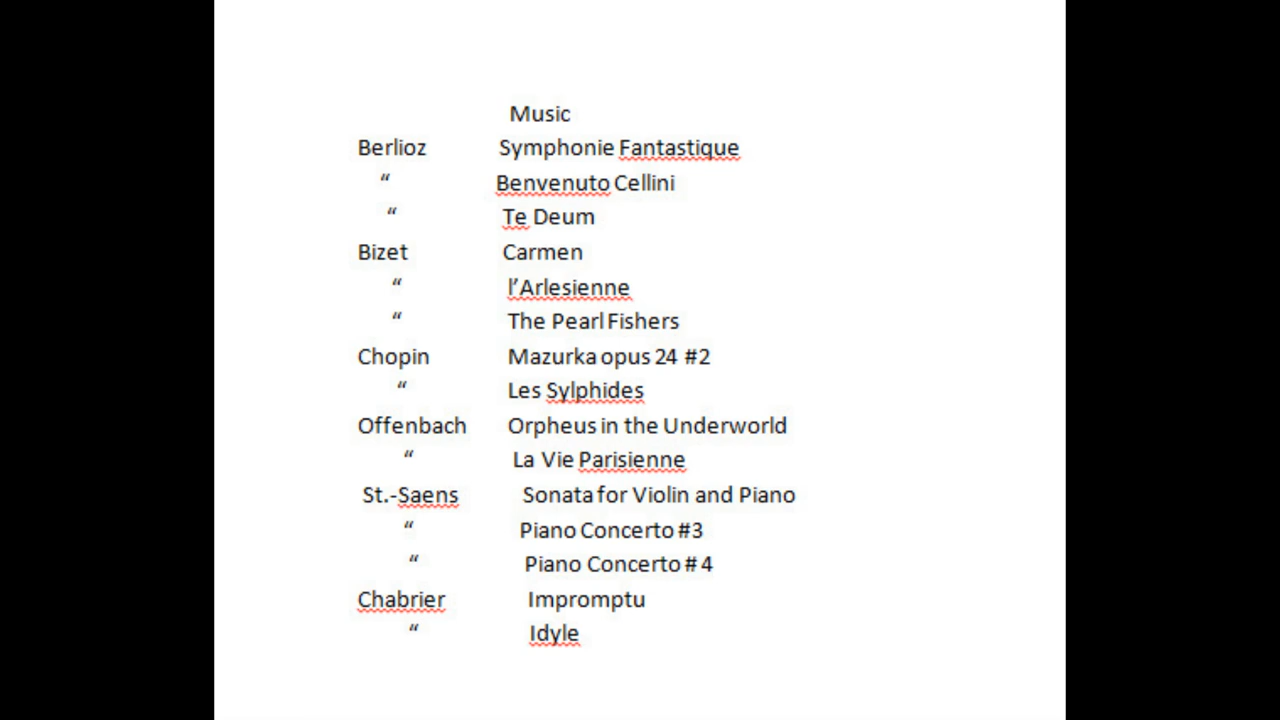 Music
Berlioz Symphonie Fantastique
“ Benvenuto Cellini
“ Te Deum
Bizet Carmen
“ l’Arlesienne
“ The Pearl Fishers
Chopin Mazurka opus 24 #2
“ Les Sylphides
Offenbach Orpheus in the Underworld
“ La Vie Parisienne
St.-Saens Sonata for Violin and Piano
“ Piano Concerto #3
“ Piano Concerto # 4
Chabrier Impromptu
“ Idyle